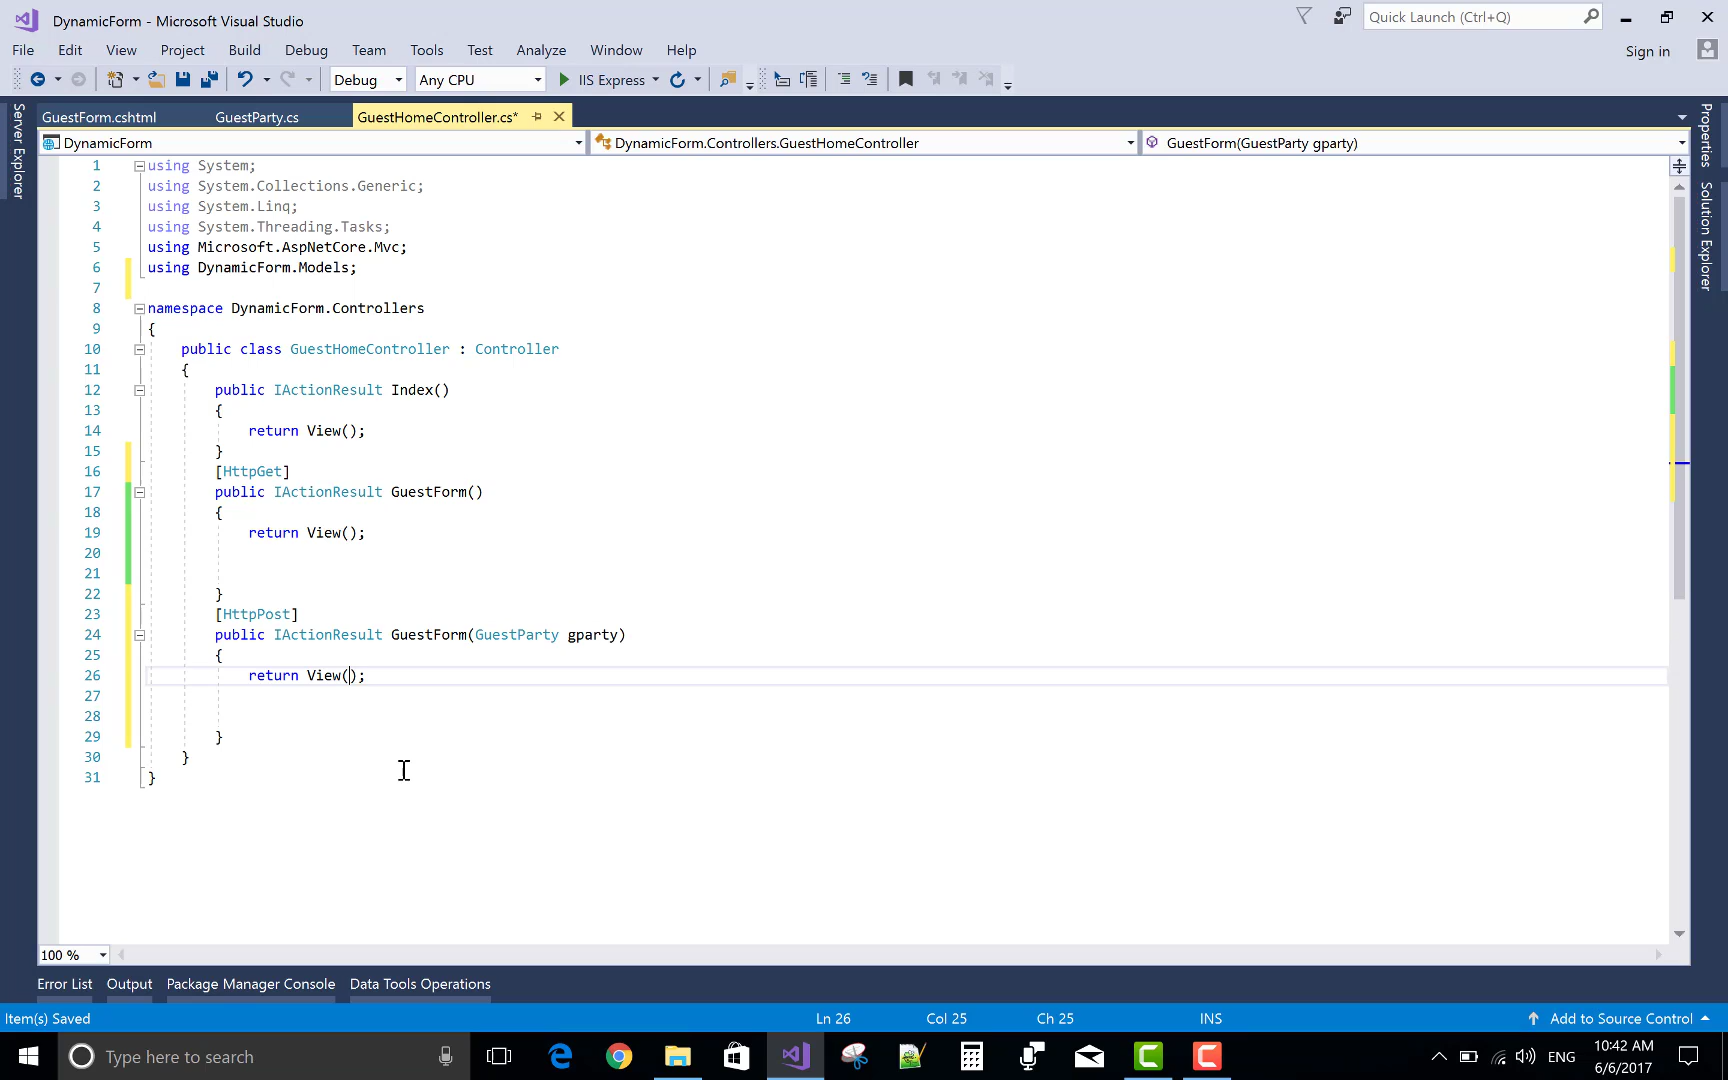 DynamicForm - Microsoft Visual Studio
Quick Launch (Ctrl+Q)
File Edit View Project Build Debug Team Tools Test Analyze Window Help
Sign in
Debug Any CPU IIS Express
Server Explorer
GuestForm.cshtml GuestParty.cs GuestHomeController.cs*
DynamicForm DynamicForm.Controllers.GuestHomeController GuestForm(GuestParty gparty)
Properties
Solution Explorer
1 using System;
2 using System.Collections.Generic;
3 using System.Linq;
4 using System.Threading.Tasks;
5 using Microsoft.AspNetCore.Mvc;
6 using DynamicForm.Models;
7
8 namespace DynamicForm.Controllers
9 {
10 public class GuestHomeController : Controller
11 {
12 public IActionResult Index()
13 {
14 return View();
15 }
16 [HttpGet]
17 public IActionResult GuestForm()
18 {
19 return View();
20
21
22 }
23 [HttpPost]
24 public IActionResult GuestForm(GuestParty gparty)
25 {
26 return View();
27
28
29 }
30 }
31 }
100 %
Error List Output Package Manager Console Data Tools Operations
Item(s) Saved Ln 26 Col 25 Ch 25 INS Add to Source Control
Type here to search
ENG
10:42 AM
6/6/2017